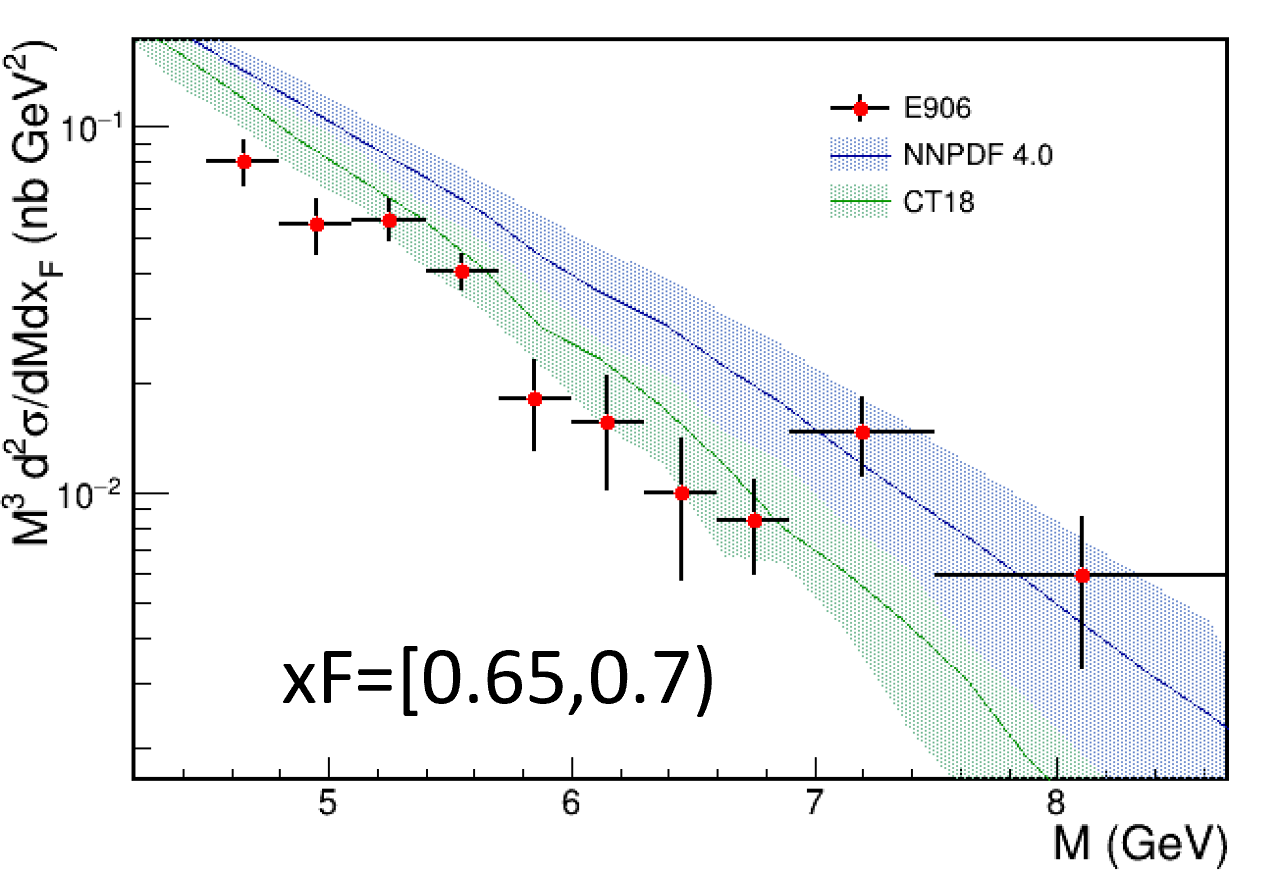 M³ d²σ/dMdx_F (nb GeV²)
10⁻¹
10⁻²
E906
NNPDF 4.0
CT18
xF=[0.65,0.7)
5 6 7 8
M (GeV)